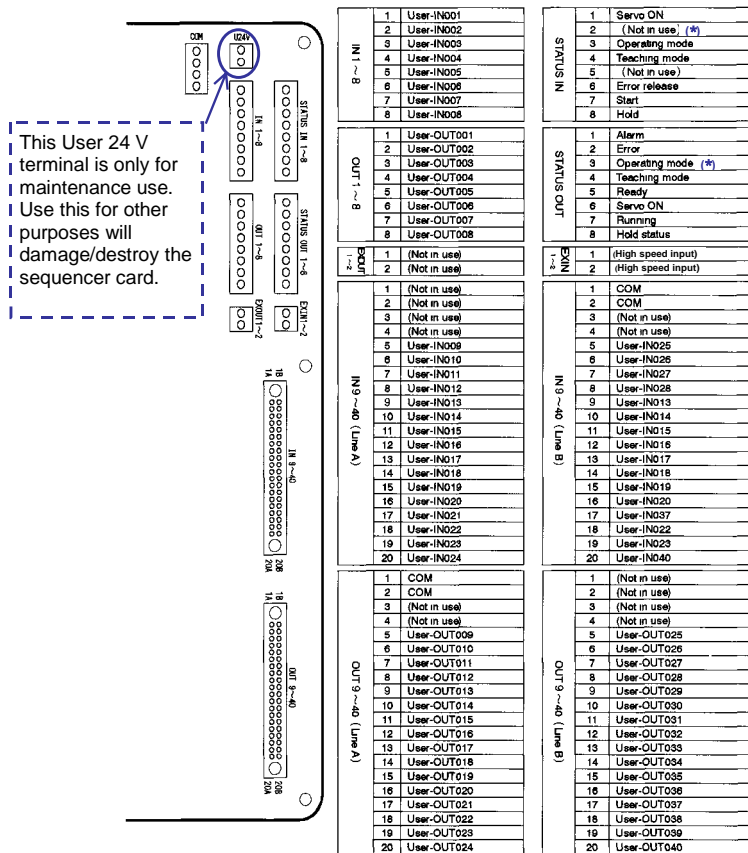 COM
U24V
IN 1~8
STATUS IN 1~8
OUT 1~8
STATUS OUT 1~8
EXOUT1~2
EXIN1~2
1A 1B
IN 9~40
20A 20B
1A 1B
OUT 9~40
20A 20B
This User 24 V
terminal is only for
maintenance use.
Use this for other
purposes will
damage/destroy the
sequencer card.
IN 1~8
1 User-IN001
2 User-IN002
3 User-IN003
4 User-IN004
5 User-IN005
6 User-IN006
7 User-IN007
8 User-IN008
OUT 1~8
1 User-OUT001
2 User-OUT002
3 User-OUT003
4 User-OUT004
5 User-OUT005
6 User-OUT006
7 User-OUT007
8 User-OUT008
EXOUT 1~2
1 (Not in use)
2 (Not in use)
IN 9~40 (Line A)
1 (Not in use)
2 (Not in use)
3 (Not in use)
4 (Not in use)
5 User-IN009
6 User-IN010
7 User-IN011
8 User-IN012
9 User-IN013
10 User-IN014
11 User-IN015
12 User-IN016
13 User-IN017
14 User-IN018
15 User-IN019
16 User-IN020
17 User-IN021
18 User-IN022
19 User-IN023
20 User-IN024
OUT 9~40 (Line A)
1 COM
2 COM
3 (Not in use)
4 (Not in use)
5 User-OUT009
6 User-OUT010
7 User-OUT011
8 User-OUT012
9 User-OUT013
10 User-OUT014
11 User-OUT015
12 User-OUT016
13 User-OUT017
14 User-OUT018
15 User-OUT019
16 User-OUT020
17 User-OUT021
18 User-OUT022
19 User-OUT023
20 User-OUT024
STATUS IN
1 Servo ON
2 (Not in use) (*)
3 Operating mode
4 Teaching mode
5 (Not in use)
6 Error release
7 Start
8 Hold
STATUS OUT
1 Alarm
2 Error
3 Operating mode (*)
4 Teaching mode
5 Ready
6 Servo ON
7 Running
8 Hold status
EXIN 1~2
1 (High speed input)
2 (High speed input)
IN 9~40 (Line B)
1 COM
2 COM
3 (Not in use)
4 (Not in use)
5 User-IN025
6 User-IN026
7 User-IN027
8 User-IN028
9 User-IN013
10 User-IN014
11 User-IN015
12 User-IN016
13 User-IN017
14 User-IN018
15 User-IN019
16 User-IN020
17 User-IN037
18 User-IN022
19 User-IN023
20 User-IN040
OUT 9~40 (Line B)
1 (Not in use)
2 (Not in use)
3 (Not in use)
4 (Not in use)
5 User-OUT025
6 User-OUT026
7 User-OUT027
8 User-OUT028
9 User-OUT029
10 User-OUT030
11 User-OUT031
12 User-OUT032
13 User-OUT033
14 User-OUT034
15 User-OUT035
16 User-OUT036
17 User-OUT037
18 User-OUT038
19 User-OUT039
20 User-OUT040